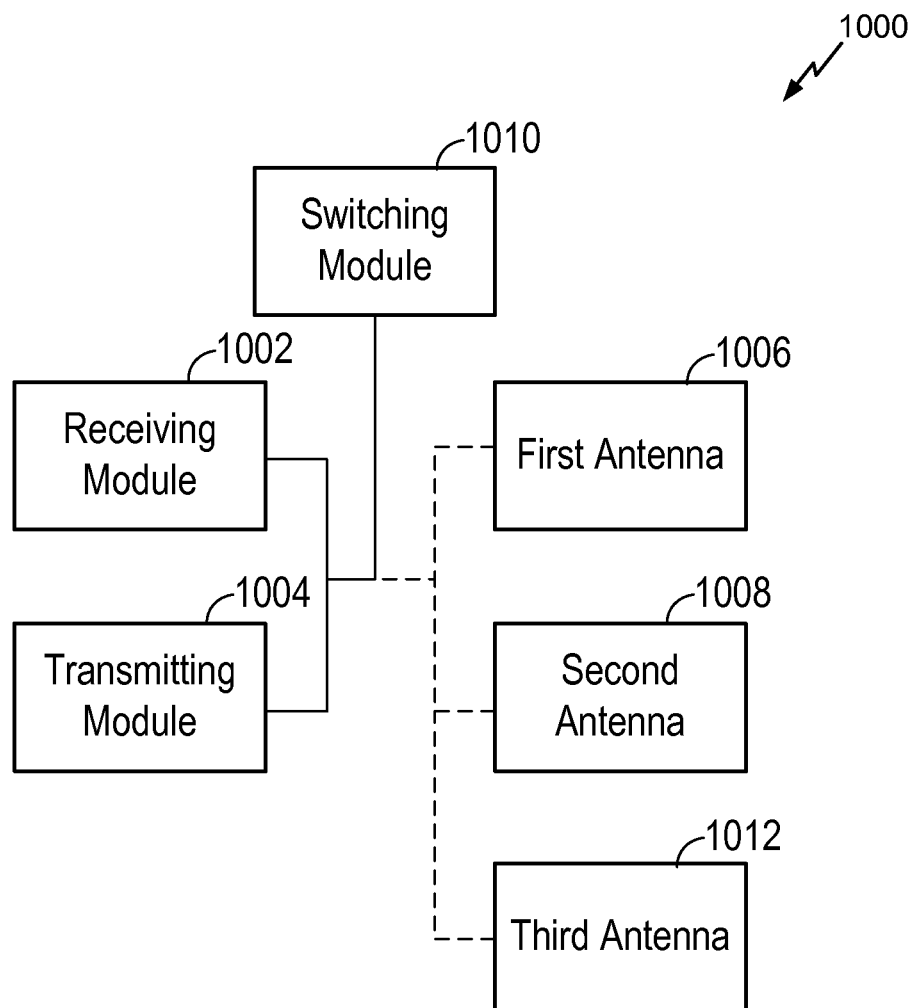 1000
1010
Switching
Module
1002
Receiving
Module
1006
First Antenna
1004
Transmitting
Module
1008
Second
Antenna
1012
Third Antenna